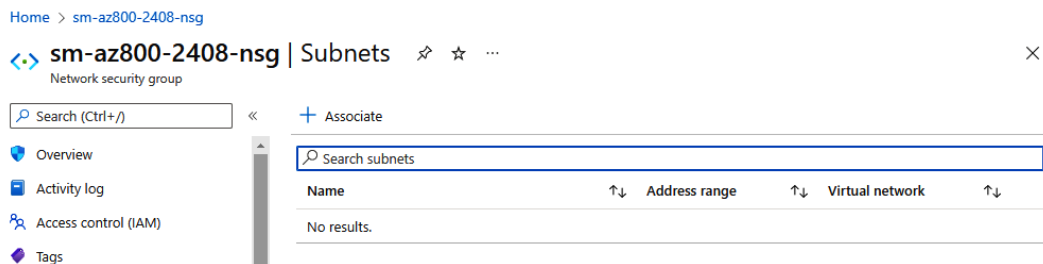 Home > sm-az800-2408-nsg
sm-az800-2408-nsg | Subnets ...
Network security group
Search (Ctrl+/) «
+ Associate
Overview
Search subnets
Activity log
Name Address range Virtual network
Access control (IAM)
No results.
Tags